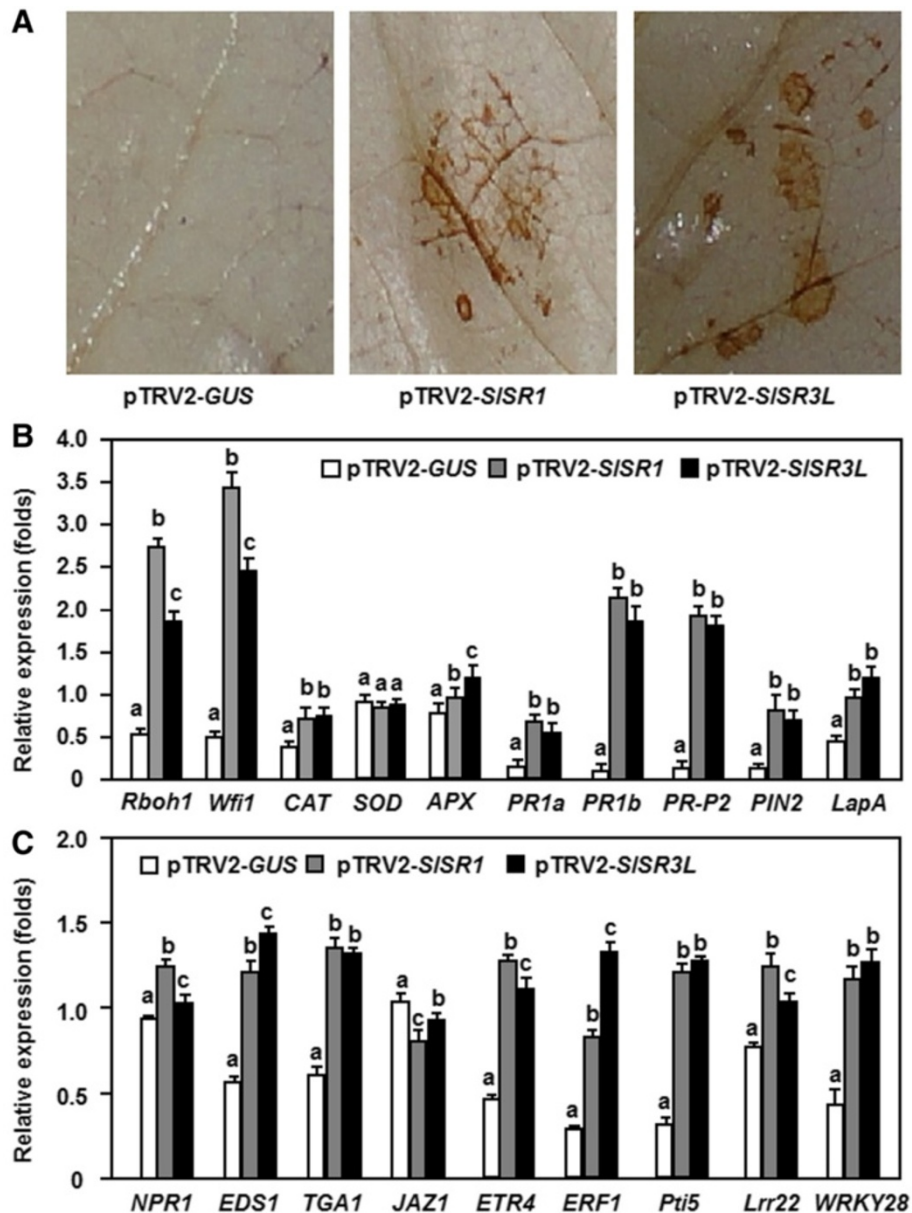 A
pTRV2-GUS pTRV2-SlSR1 pTRV2-SlSR3L
B
Relative expression (folds)
4.0
3.5
3.0
2.5
2.0
1.5
1.0
0.5
0
pTRV2-GUS pTRV2-SlSR1 pTRV2-SlSR3L
a b c
a b c
a b b
a a a
a b c
a b b
a b b
a b b
a b b
a b b
Rboh1 Wfi1 CAT SOD APX PR1a PR1b PR-P2 PIN2 LapA
C
Relative expression (folds)
2.0
1.5
1.0
0.5
0
pTRV2-GUS pTRV2-SlSR1 pTRV2-SlSR3L
a b c
a b c
a b b
a c b
a b c
a b c
a b b
a b c
a b b
NPR1 EDS1 TGA1 JAZ1 ETR4 ERF1 Pti5 Lrr22 WRKY28